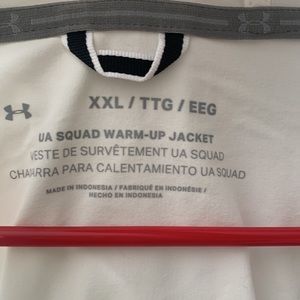 XXL / TTG / EEG
UA SQUAD WARM-UP JACKET
VESTE DE SURVÊTEMENT UA SQUAD
CHAMARRA PARA CALENTAMIENTO UA SQUAD
MADE IN INDONESIA / FABRIQUÉ EN INDONÉSIE /
HECHO EN INDONESIA